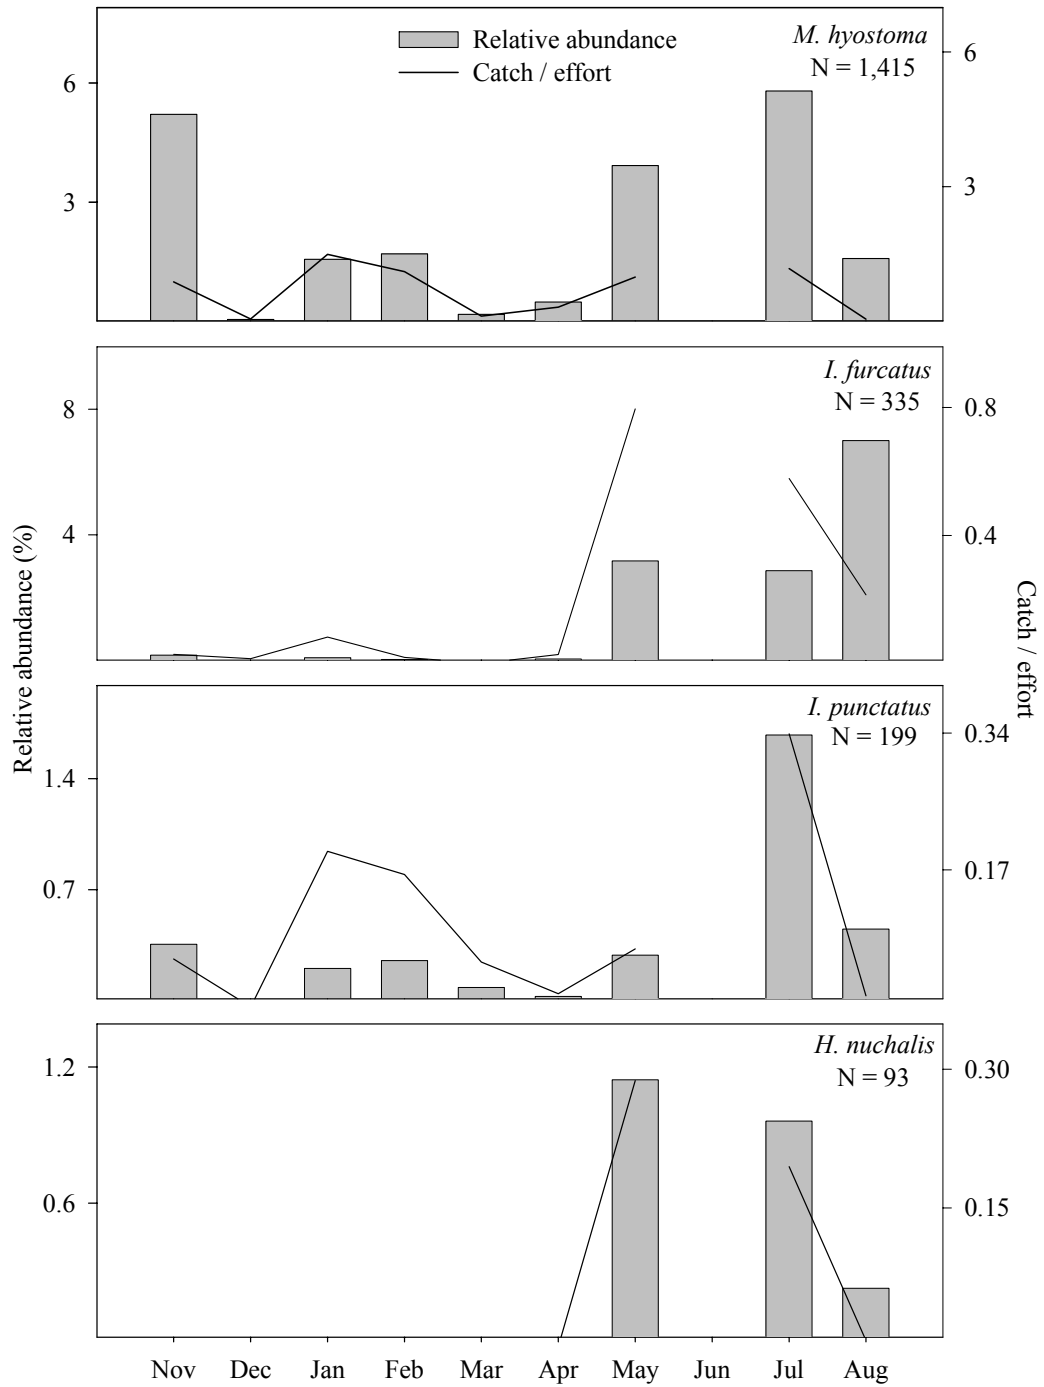 Relative abundance
Catch / effort
M. hyostoma
N = 1,415
6
3
6
3
I. furcatus
N = 335
8
4
0.8
0.4
Relative abundance (%)
Catch / effort
I. punctatus
N = 199
1.4
0.7
0.34
0.17
H. nuchalis
N = 93
1.2
0.6
0.30
0.15
Nov Dec Jan Feb Mar Apr May Jun Jul Aug